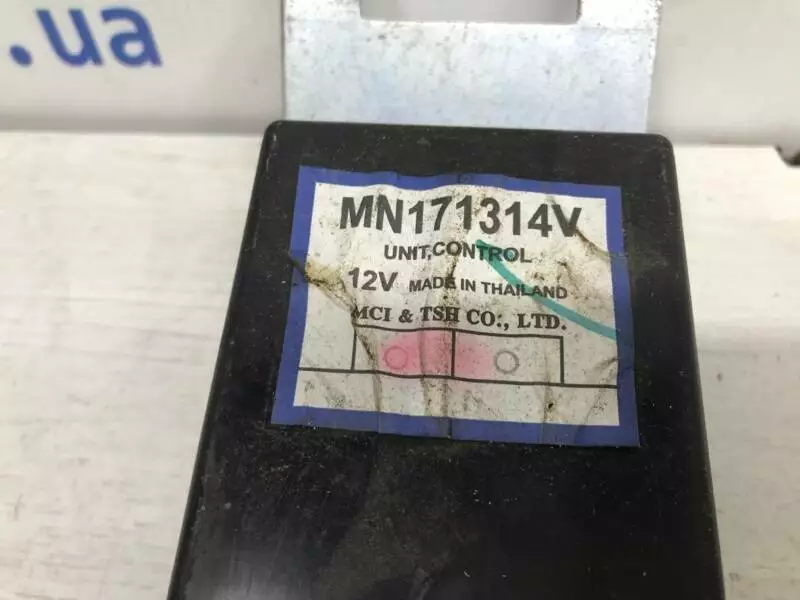 .ua
MN171314V
UNIT,CONTROL
12V MADE IN THAILAND
MCI & TSH CO:, LTD.